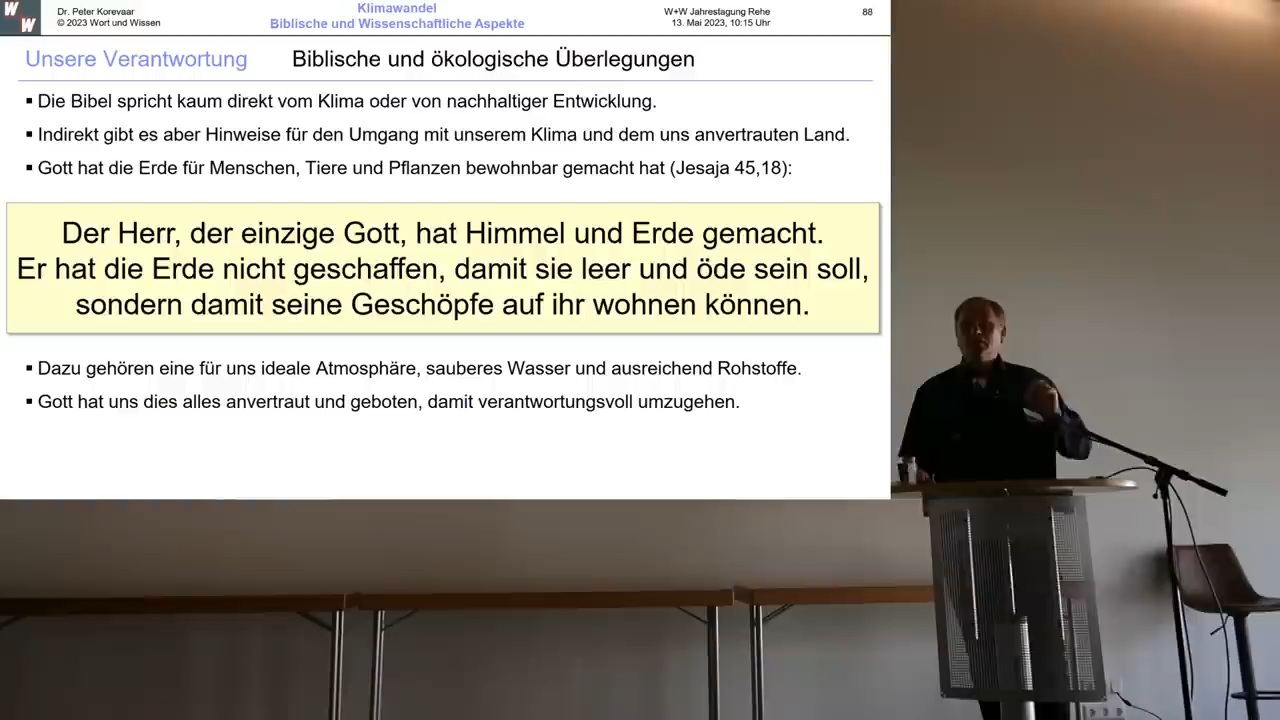 W
W
Dr. Peter Korevaar
© 2023 Wort und Wissen
Klimawandel
Biblische und Wissenschaftliche Aspekte
W+W Jahrestagung Rehe
13. Mai 2023, 10:15 Uhr
88
Unsere Verantwortung Biblische und ökologische Überlegungen
▪ Die Bibel spricht kaum direkt vom Klima oder von nachhaltiger Entwicklung.
▪ Indirekt gibt es aber Hinweise für den Umgang mit unserem Klima und dem uns anvertrauten Land.
▪ Gott hat die Erde für Menschen, Tiere und Pflanzen bewohnbar gemacht hat (Jesaja 45,18):
Der Herr, der einzige Gott, hat Himmel und Erde gemacht.
Er hat die Erde nicht geschaffen, damit sie leer und öde sein soll,
sondern damit seine Geschöpfe auf ihr wohnen können.
▪ Dazu gehören eine für uns ideale Atmosphäre, sauberes Wasser und ausreichend Rohstoffe.
▪ Gott hat uns dies alles anvertraut und geboten, damit verantwortungsvoll umzugehen.